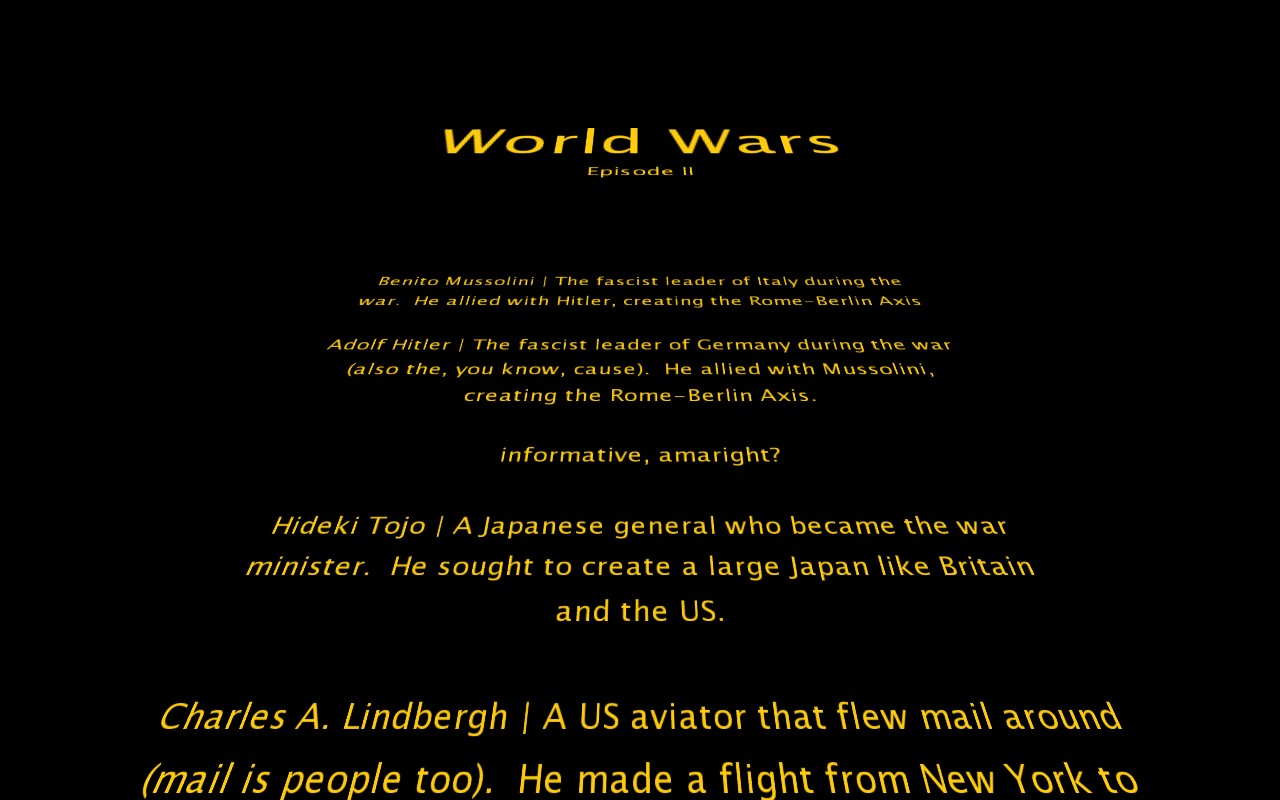 World Wars
Episode II
Benito Mussolini | The fascist leader of Italy during the
war.  He allied with Hitler, creating the Rome-Berlin Axis
Adolf Hitler | The fascist leader of Germany during the war
(also the, you know, cause).  He allied with Mussolini,
creating the Rome-Berlin Axis.
informative, amaright?
Hideki Tojo | A Japanese general who became the war
minister.  He sought to create a large Japan like Britain
and the US.
Charles A. Lindbergh | A US aviator that flew mail around
(mail is people too).  He made a flight from New York to